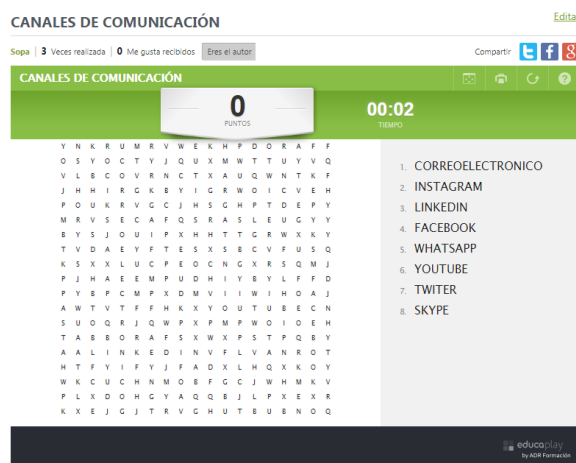 CANALES DE COMUNICACIÓN
Edita
Sopa | 3 Veces realizada | 0 Me gusta recibidos Eres el autor
Compartir
CANALES DE COMUNICACIÓN
0
PUNTOS
00:02
TIEMPO
Y N K R U M R V W E K H P D O R A F F
O S Y O C T Y J Q U X M W T T U Y V Q
V L B C O V R N C T X A U Q W N T K F
J H H I R G K B Y I G R W O I C V E H
P O U K R V G C J H S G H P T D E P Y
M R V S E C A F Q S R A S L E U G Y Y
B Y S J O U I P X H H T T G R W X K Y
T V D A E Y F T E S X S B C V F U S Q
K S X X L U C P E O C N G X R S Q M J
P J H A E E M P U D H I Y B Y L F F D
P Y B P C M P X D M V I I W I H O A J
A W T V T F F H K X Y O U T U B E C N
S U O Q R J Q W P X P M P W O I O E H
T A B B O R A F S X W X P S T P Q B Y
A A L I N K E D I N V F L V A N R O T
H T F Y I F Y J F A D X L H Q X K O Y
W K C U C H N M O B F G C J W H M K V
P L X D O H G Y A Q Q B J L P X E X R
K X E J G J T R V G H U T B U B N O Q
1. CORREOELECTRONICO
2. INSTAGRAM
3. LINKEDIN
4. FACEBOOK
5. WHATSAPP
6. YOUTUBE
7. TWITER
8. SKYPE
educaplay
by ADR Formación